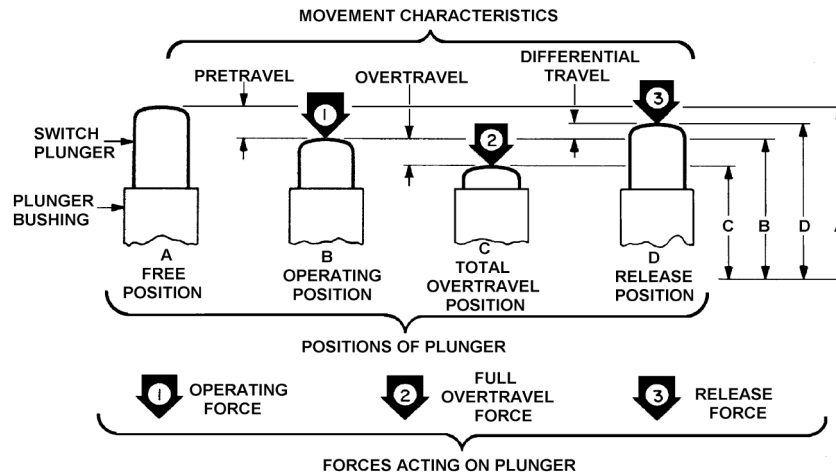 MOVEMENT CHARACTERISTICS
PRETRAVEL
OVERTRAVEL
DIFFERENTIAL
TRAVEL
1
2
3
SWITCH
PLUNGER
PLUNGER
BUSHING
A
FREE
POSITION
B
OPERATING
POSITION
C
TOTAL
OVERTRAVEL
POSITION
D
RELEASE
POSITION
C
B
D
POSITIONS OF PLUNGER
1
OPERATING
FORCE
2
FULL
OVERTRAVEL
FORCE
3
RELEASE
FORCE
FORCES ACTING ON PLUNGER